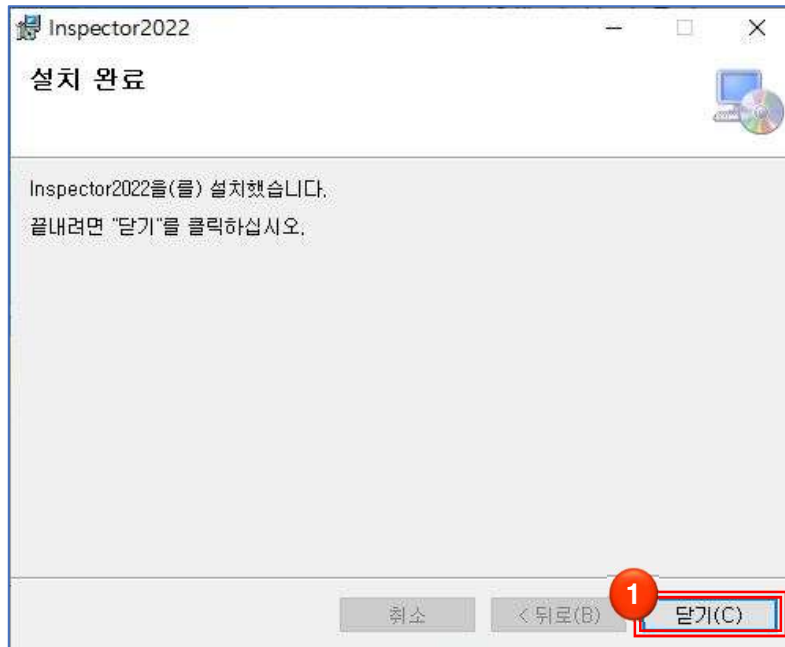 Inspector2022
설치 완료
Inspector2022을(를) 설치했습니다.
끝내려면 "닫기"를 클릭하십시오.
1
취소
< 뒤로(B)
닫기(C)